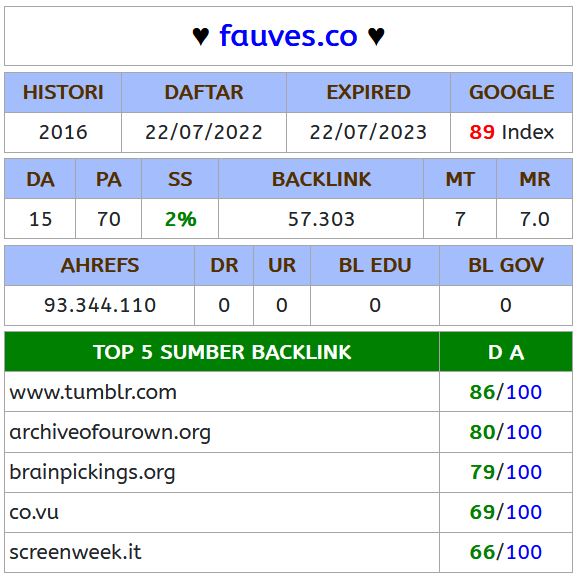 ♥ fauves.co ♥
HISTORI DAFTAR EXPIRED GOOGLE
2016 22/07/2022 22/07/2023 89 Index
DA PA SS BACKLINK MT MR
15 70 2% 57.303 7 7.0
AHREFS DR UR BL EDU BL GOV
93.344.110 0 0 0 0
TOP 5 SUMBER BACKLINK D A
www.tumblr.com 86/100
archiveofourown.org 80/100
brainpickings.org 79/100
co.vu 69/100
screenweek.it 66/100